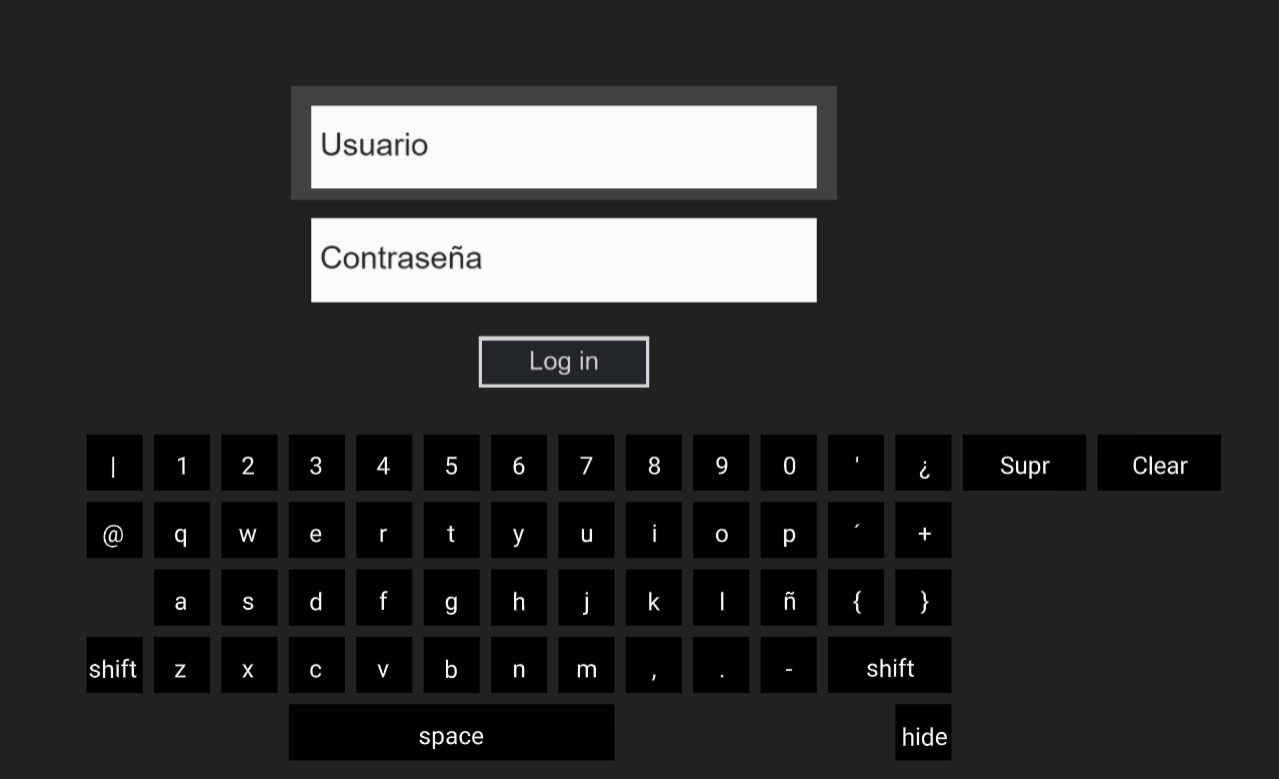 Usuario
Contraseña
Log in
| 1 2 3 4 5 6 7 8 9 0 ' ¿ Supr Clear
@ q w e r t y u i o p ´ +
a s d f g h j k l ñ { }
shift z x c v b n m , . - shift
space hide